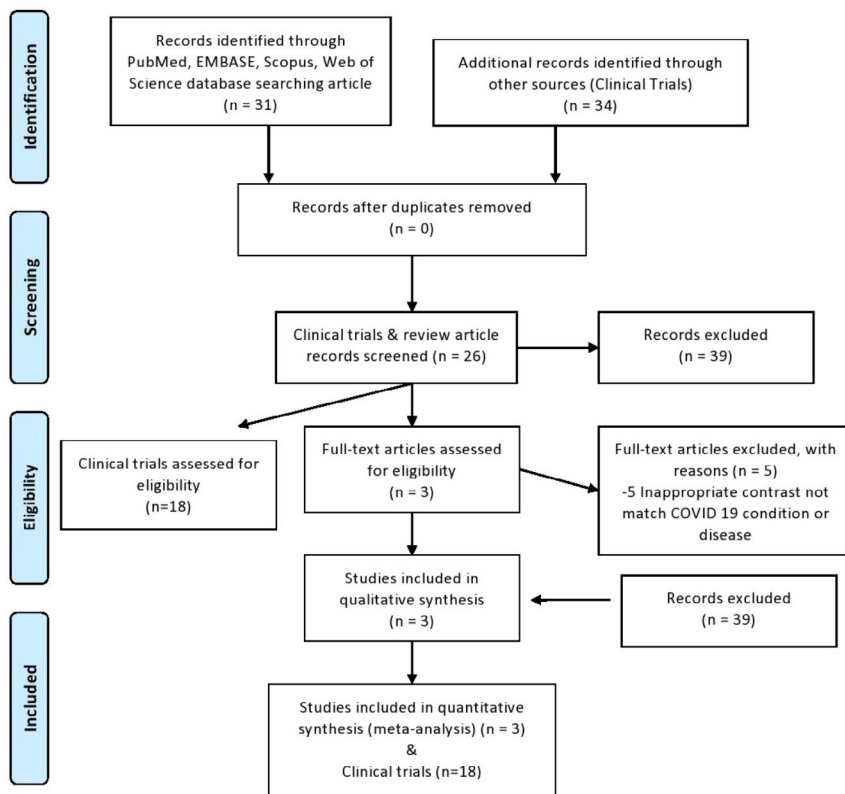 Identification
Records identified through
PubMed, EMBASE, Scopus, Web of
Science database searching article
(n = 31)
Additional records identified through
other sources (Clinical Trials)
(n = 34)
Records after duplicates removed
(n = 0)
Screening
Clinical trials & review article
records screened (n = 26)
Records excluded
(n = 39)
Eligibility
Clinical trials assessed for
eligibility
(n=18)
Full-text articles assessed
for eligibility
(n = 3)
Full-text articles excluded, with
reasons (n = 5)
-5 Inappropriate contrast not
match COVID 19 condition or
disease
Studies included in
qualitative synthesis
(n = 3)
Records excluded
(n = 39)
Included
Studies included in quantitative
synthesis (meta-analysis) (n = 3)
&
Clinical trials (n=18)